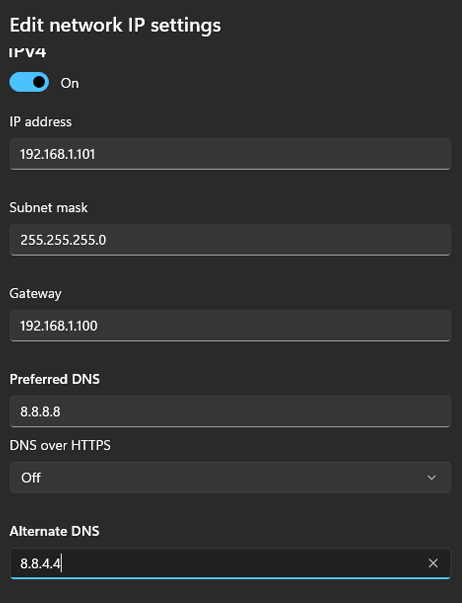 Edit network IP settings
IPv4
On
IP address
192.168.1.101
Subnet mask
255.255.255.0
Gateway
192.168.1.100
Preferred DNS
8.8.8.8
DNS over HTTPS
Off
Alternate DNS
8.8.4.4